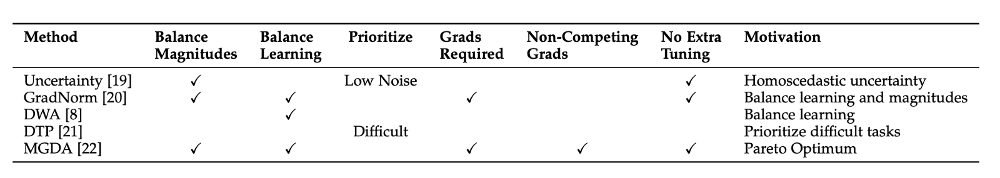 Method Balance Magnitudes Balance Learning Prioritize Grads Required Non-Competing Grads No Extra Tuning Motivation
Uncertainty [19] ✓ Low Noise ✓ Homoscedastic uncertainty
GradNorm [20] ✓ ✓ ✓ ✓ Balance learning and magnitudes
DWA [8] ✓ Balance learning
DTP [21] Difficult Prioritize difficult tasks
MGDA [22] ✓ ✓ ✓ ✓ ✓ Pareto Optimum